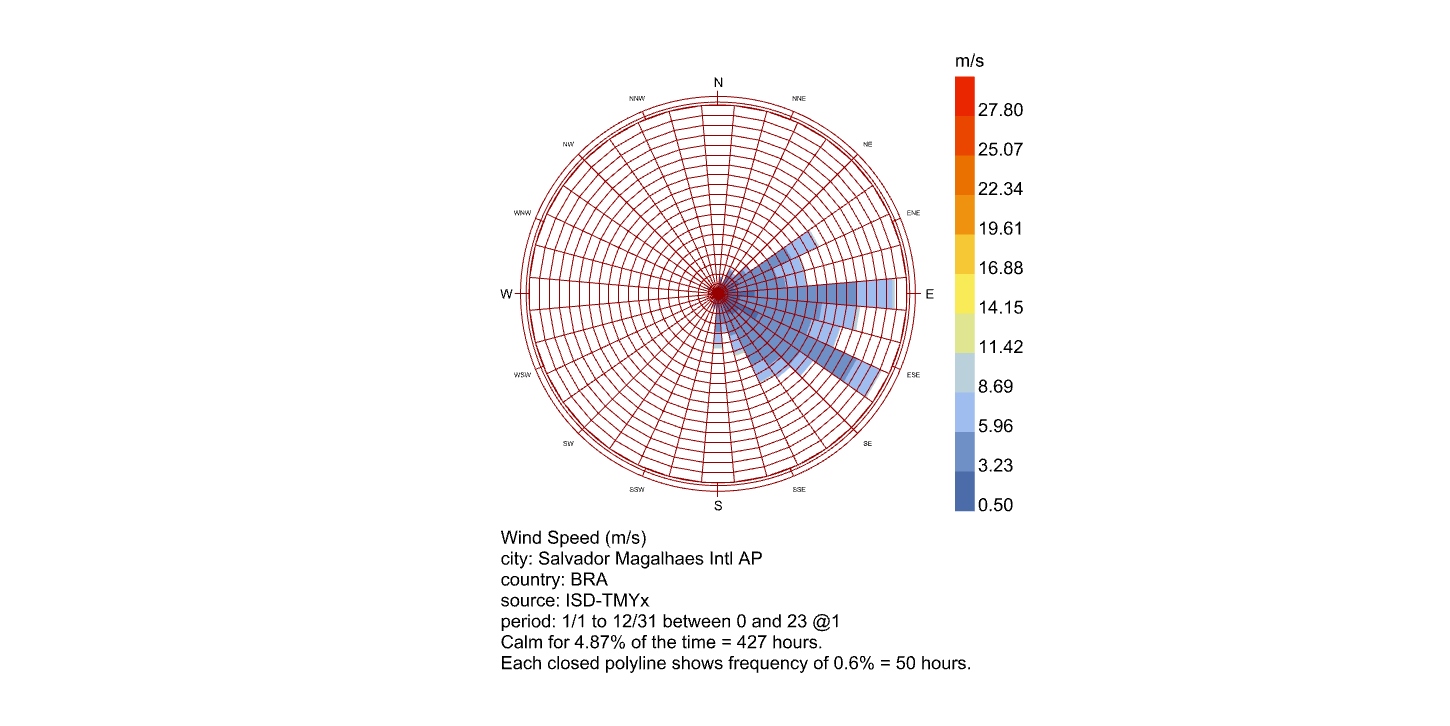 m/s
N
NNW
NNE
NW
NE
WNW
ENE
W
E
WSW
ESE
SW
SE
SSW
SSE
S
27.80
25.07
22.34
19.61
16.88
14.15
11.42
8.69
5.96
3.23
0.50
Wind Speed (m/s)
city: Salvador Magalhaes Intl AP
country: BRA
source: ISD-TMYx
period: 1/1 to 12/31 between 0 and 23 @1
Calm for 4.87% of the time = 427 hours.
Each closed polyline shows frequency of 0.6% = 50 hours.